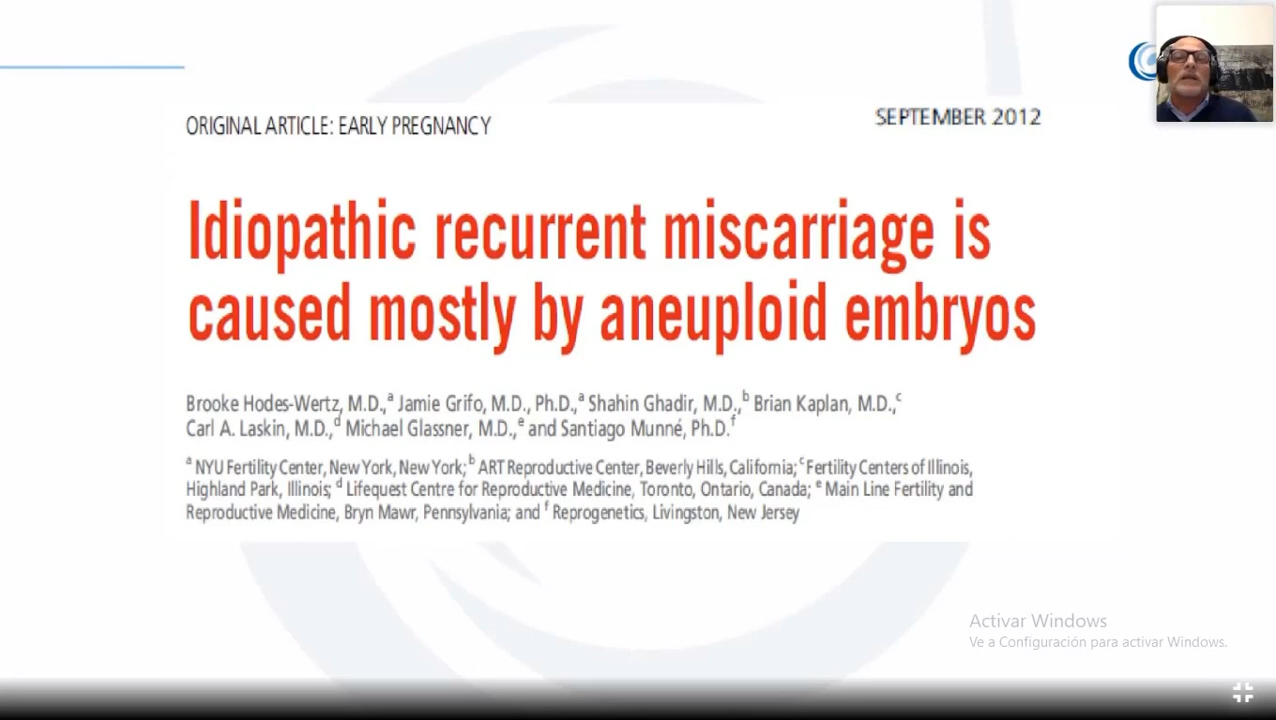 ORIGINAL ARTICLE: EARLY PREGNANCY
SEPTEMBER 2012
Idiopathic recurrent miscarriage is
caused mostly by aneuploid embryos
Brooke Hodes-Wertz, M.D.,ᵃ Jamie Grifo, M.D., Ph.D.,ᵃ Shahin Ghadir, M.D.,ᵇ Brian Kaplan, M.D.,ᶜ
Carl A. Laskin, M.D.,ᵈ Michael Glassner, M.D.,ᵉ and Santiago Munné, Ph.D.ᶠ
ᵃ NYU Fertility Center, New York, New York; ᵇ ART Reproductive Center, Beverly Hills, California; ᶜ Fertility Centers of Illinois,
Highland Park, Illinois; ᵈ Lifequest Centre for Reproductive Medicine, Toronto, Ontario, Canada; ᵉ Main Line Fertility and
Reproductive Medicine, Bryn Mawr, Pennsylvania; and ᶠ Reprogenetics, Livingston, New Jersey
Activar Windows
Ve a Configuración para activar Windows.